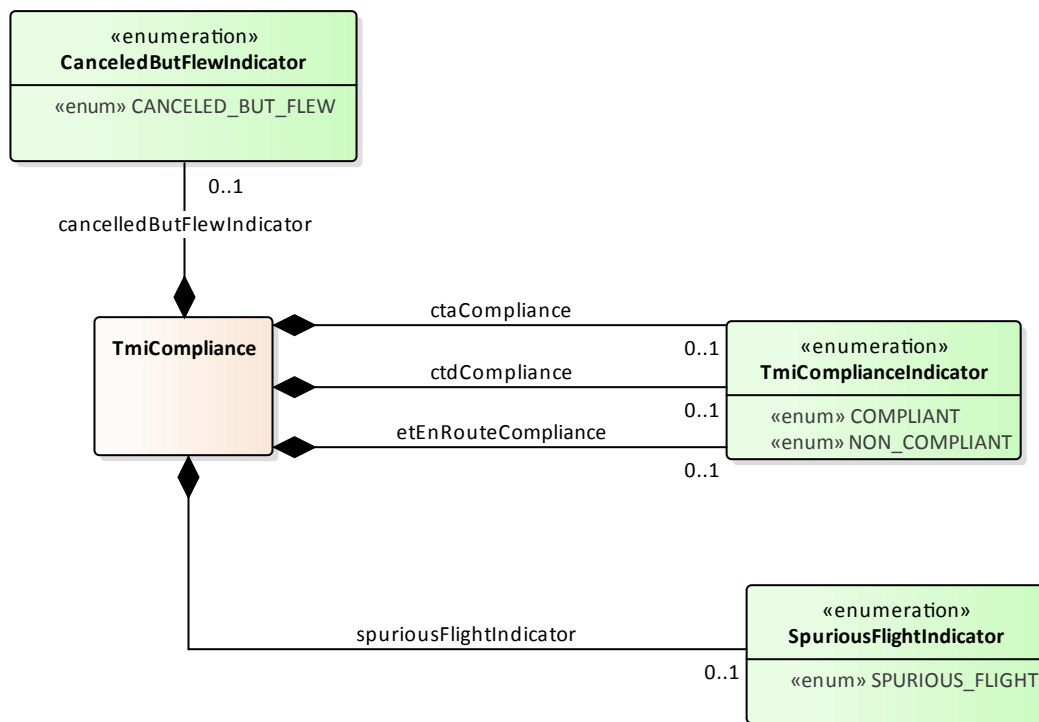 «enumeration»
CanceledButFlewIndicator
«enum» CANCELED_BUT_FLEW
0..1
cancelledButFlewIndicator
TmiCompliance
ctaCompliance
0..1
ctdCompliance
0..1
etEnRouteCompliance
0..1
«enumeration»
TmiComplianceIndicator
«enum» COMPLIANT
«enum» NON_COMPLIANT
spuriousFlightIndicator
0..1
«enumeration»
SpuriousFlightIndicator
«enum» SPURIOUS_FLIGHT